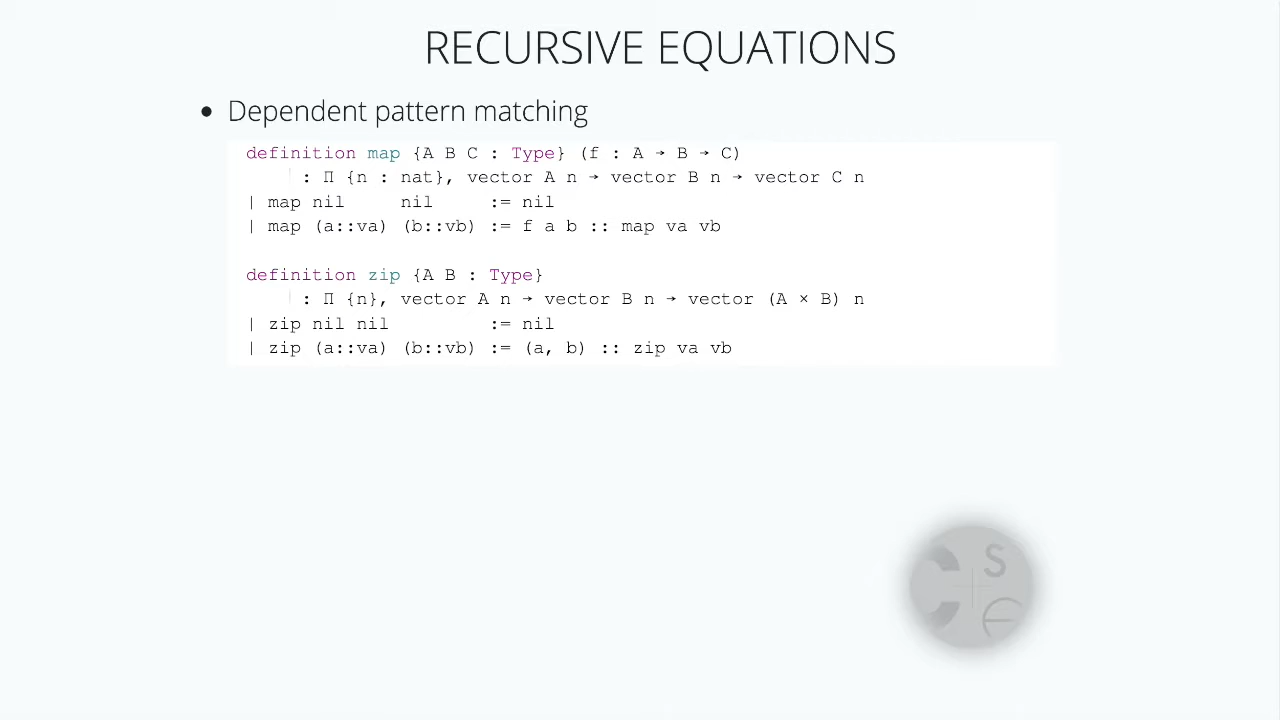 RECURSIVE EQUATIONS
• Dependent pattern matching
definition map {A B C : Type} (f : A → B → C)
     : Π {n : nat}, vector A n → vector B n → vector C n
| map nil     nil     := nil
| map (a::va) (b::vb) := f a b :: map va vb
definition zip {A B : Type}
     : Π {n}, vector A n → vector B n → vector (A × B) n
| zip nil nil         := nil
| zip (a::va) (b::vb) := (a, b) :: zip va vb
C S
E